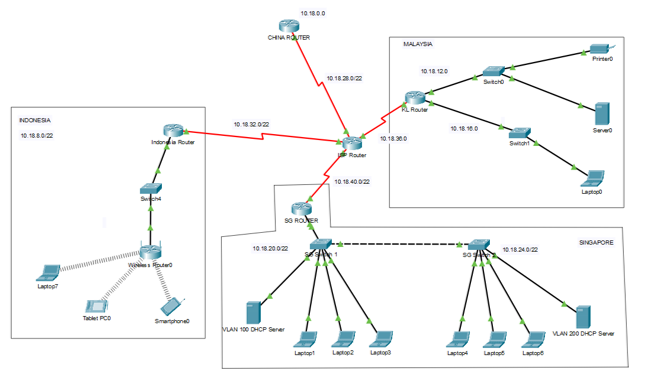 10.18.0.0
CHINA ROUTER
MALAYSIA
Printer0
10.18.28.0/22
10.18.12.0
Switch0
KL Router
Server0
INDONESIA
10.18.32.0/22
10.18.16.0
10.18.8.0/22
Indonesia Router
10.18.36.0
Switch1
ISP Router
10.18.40.0/22
Laptop0
Switch4
SG ROUTER
SINGAPORE
10.18.20.0/22
10.18.24.0/22
SG Switch 1
SG Switch
Wireless Router0
Laptop7
Tablet PC0
Smartphone0
VLAN 100 DHCP Server
VLAN 200 DHCP Server
Laptop1
Laptop2
Laptop3
Laptop4
Laptop5
Laptop6